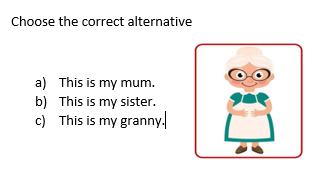 Choose the correct alternative
a) This is my mum.
b) This is my sister.
c) This is my granny.